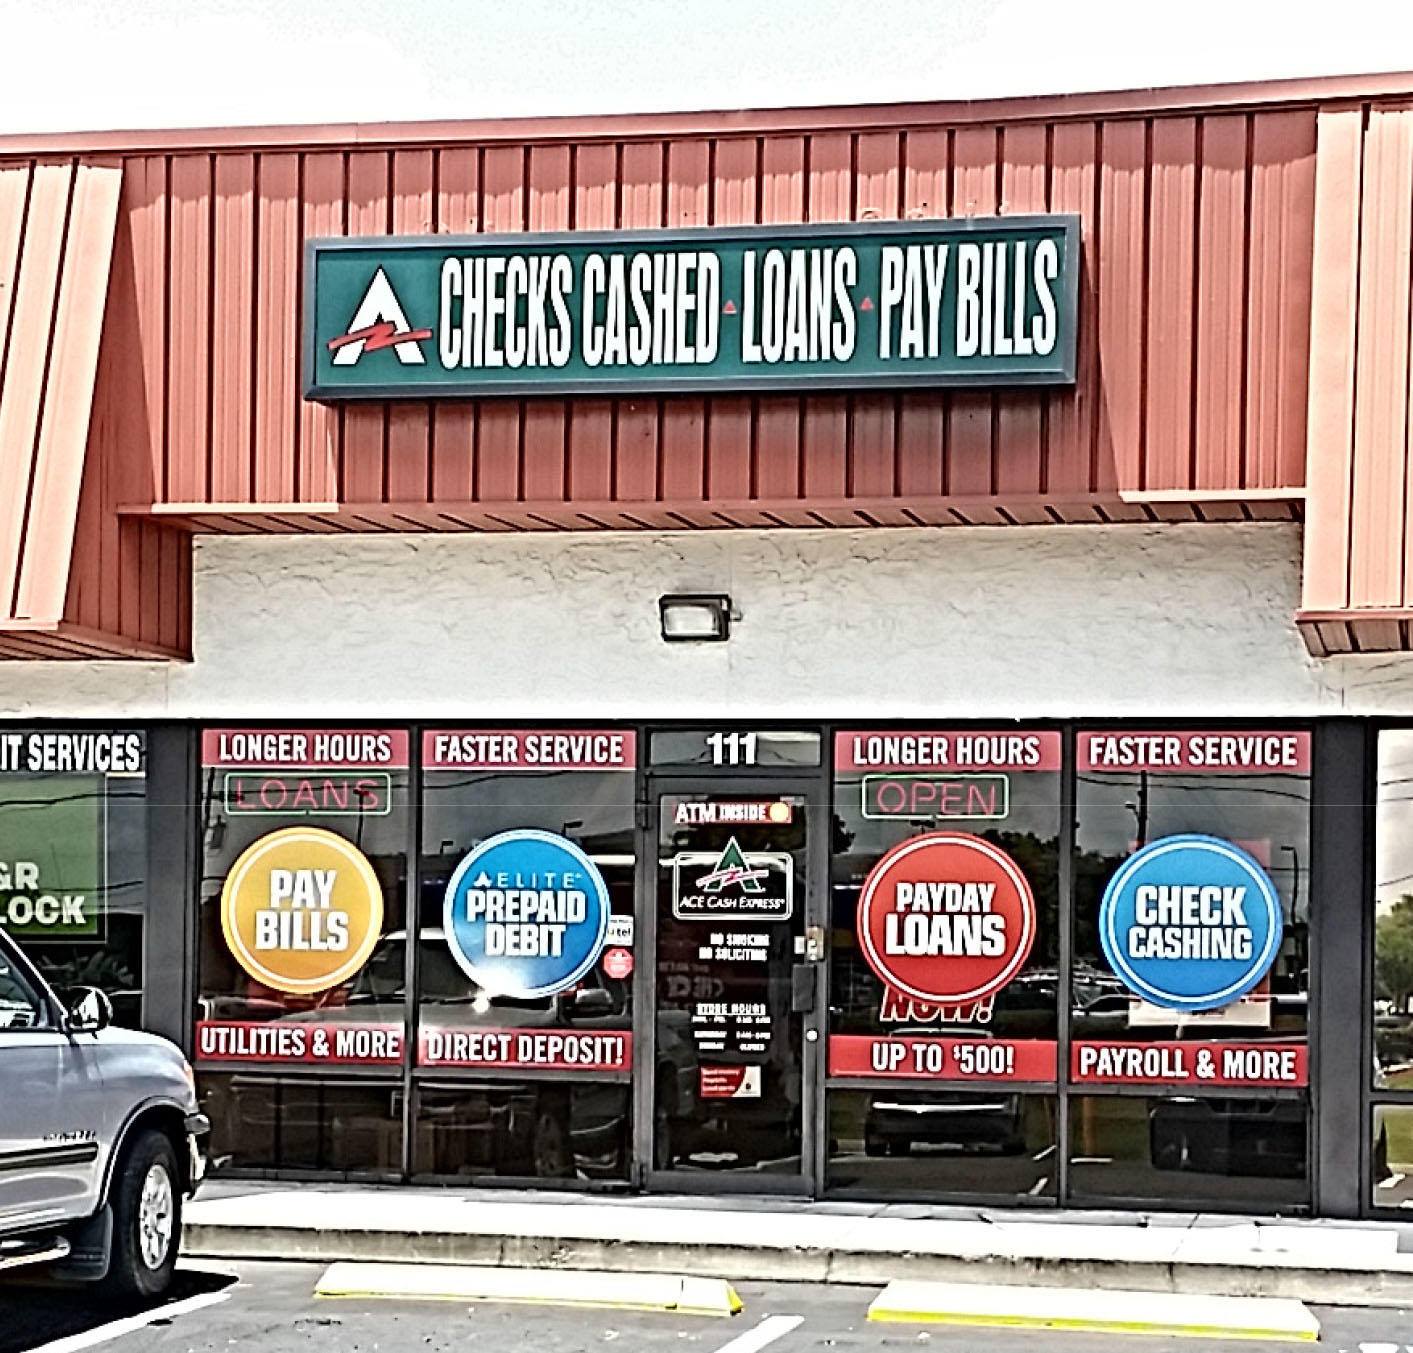 CHECKS CASHED LOANS PAY BILLS
IT SERVICES
&R
LOCK
LONGER HOURS
LOANS
PAY
BILLS
UTILITIES & MORE
FASTER SERVICE
ELITE
PREPAID
DEBIT
DIRECT DEPOSIT!
111
ATM INSIDE
ACE CASH EXPRESS
NO SMOKING
NO SOLICITING
STORE HOURS
LONGER HOURS
OPEN
PAYDAY
LOANS
NOW!
UP TO $500!
FASTER SERVICE
CHECK
CASHING
PAYROLL & MORE